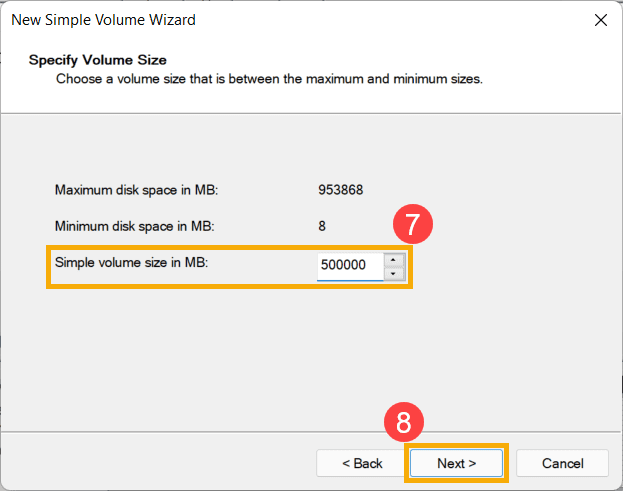 New Simple Volume Wizard
Specify Volume Size
Choose a volume size that is between the maximum and minimum sizes.
Maximum disk space in MB: 953868
Minimum disk space in MB: 8
7
Simple volume size in MB: 500000
8
< Back Next > Cancel